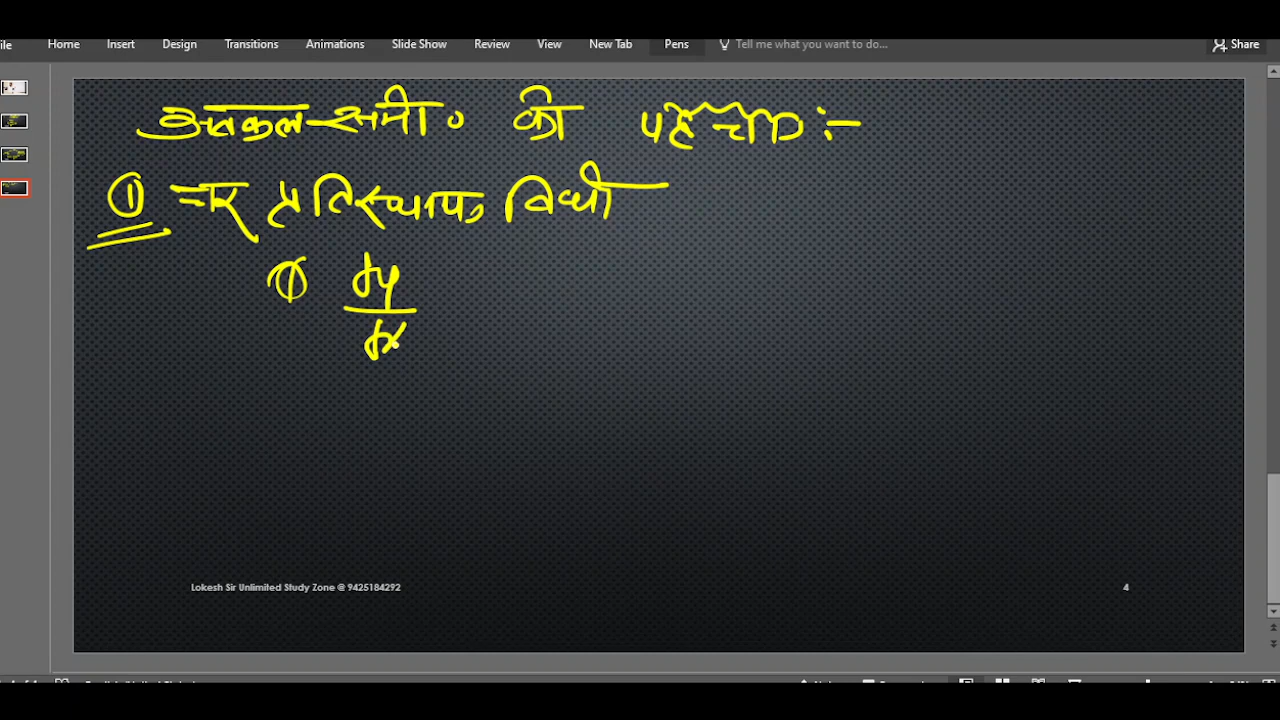 File Home Insert Design Transitions Animations Slide Show Review View New Tab Pens Tell me what you want to do... Share
अवकल समी० की पहचान :-
① चर प्रतिस्थापन विधी
① dy/dx
Lokesh Sir Unlimited Study Zone @ 9425184292 4